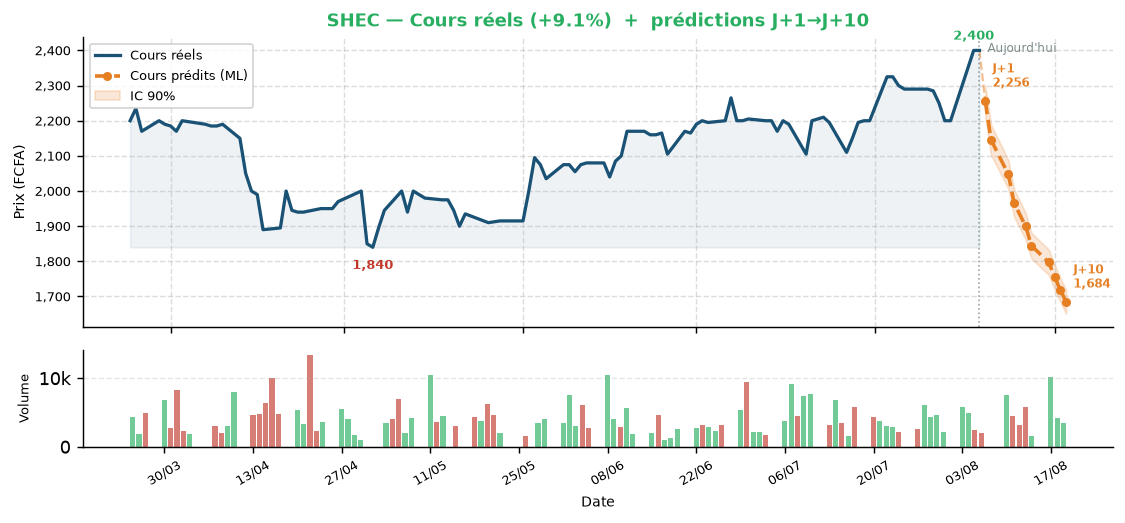 SHEC — Cours réels (+9.1%)  +  prédictions J+1→J+10
Cours réels
Cours prédits (ML)
IC 90%
2,400
Aujourd'hui
J+1
2,256
1,840
J+10
1,684
Prix (FCFA)
2,400
2,300
2,200
2,100
2,000
1,900
1,800
1,700
Volume
10k
0
30/03
13/04
27/04
11/05
25/05
08/06
22/06
06/07
20/07
03/08
17/08
Date